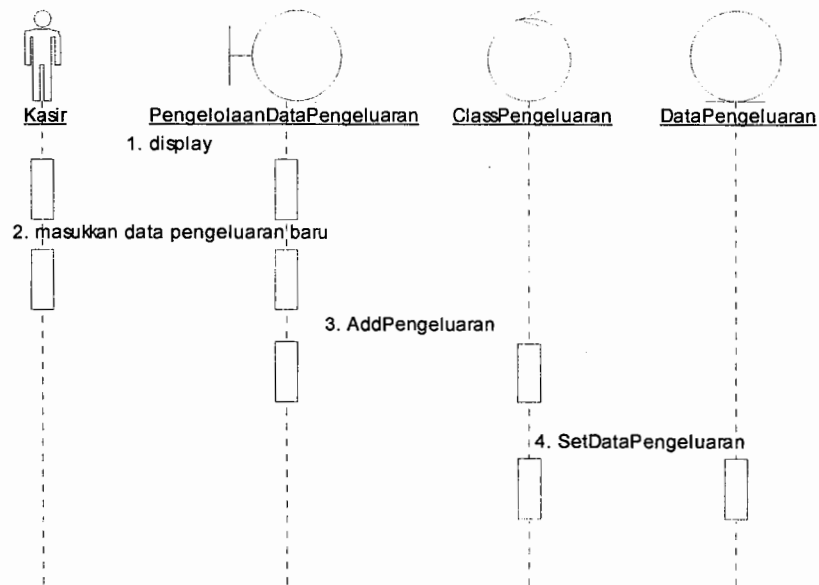 Kasir
PengelolaanDataPengeluaran
ClassPengeluaran
DataPengeluaran
1. display
2. masukkan data pengeluaran baru
3. AddPengeluaran
4. SetDataPengeluaran